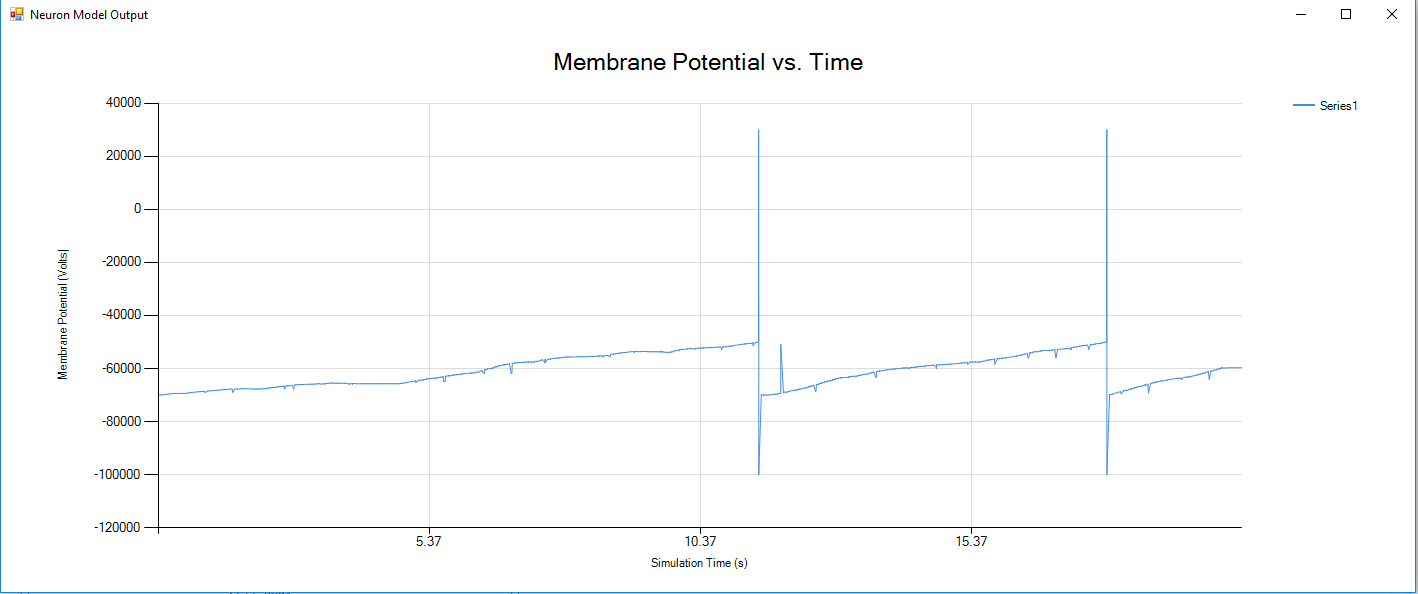 Neuron Model Output
Membrane Potential vs. Time
Series1
40000
20000
0
-20000
-40000
-60000
-80000
-100000
-120000
Membrane Potential (Volts|
5.37
10.37
15.37
Simulation Time (s)